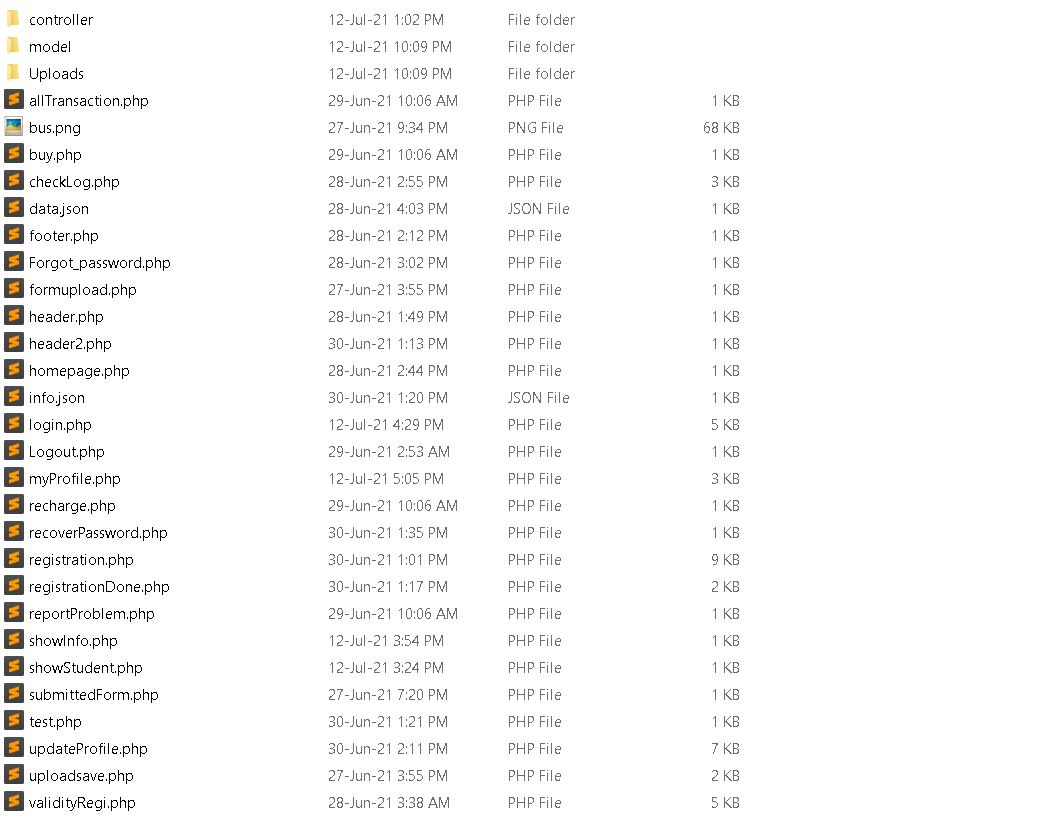 controller 12-Jul-21 1:02 PM File folder
model 12-Jul-21 10:09 PM File folder
Uploads 12-Jul-21 10:09 PM File folder
allTransaction.php 29-Jun-21 10:06 AM PHP File 1 KB
bus.png 27-Jun-21 9:34 PM PNG File 68 KB
buy.php 29-Jun-21 10:06 AM PHP File 1 KB
checkLog.php 28-Jun-21 2:55 PM PHP File 3 KB
data.json 28-Jun-21 4:03 PM JSON File 1 KB
footer.php 28-Jun-21 2:12 PM PHP File 1 KB
Forgot_password.php 28-Jun-21 3:02 PM PHP File 1 KB
formupload.php 27-Jun-21 3:55 PM PHP File 1 KB
header.php 28-Jun-21 1:49 PM PHP File 1 KB
header2.php 30-Jun-21 1:13 PM PHP File 1 KB
homepage.php 28-Jun-21 2:44 PM PHP File 1 KB
info.json 30-Jun-21 1:20 PM JSON File 1 KB
login.php 12-Jul-21 4:29 PM PHP File 5 KB
Logout.php 29-Jun-21 2:53 AM PHP File 1 KB
myProfile.php 12-Jul-21 5:05 PM PHP File 3 KB
recharge.php 29-Jun-21 10:06 AM PHP File 1 KB
recoverPassword.php 30-Jun-21 1:35 PM PHP File 1 KB
registration.php 30-Jun-21 1:01 PM PHP File 9 KB
registrationDone.php 30-Jun-21 1:17 PM PHP File 2 KB
reportProblem.php 29-Jun-21 10:06 AM PHP File 1 KB
showInfo.php 12-Jul-21 3:54 PM PHP File 1 KB
showStudent.php 12-Jul-21 3:24 PM PHP File 1 KB
submittedForm.php 27-Jun-21 7:20 PM PHP File 1 KB
test.php 30-Jun-21 1:21 PM PHP File 1 KB
updateProfile.php 30-Jun-21 2:11 PM PHP File 7 KB
uploadsave.php 27-Jun-21 3:55 PM PHP File 2 KB
validityRegi.php 28-Jun-21 3:38 AM PHP File 5 KB